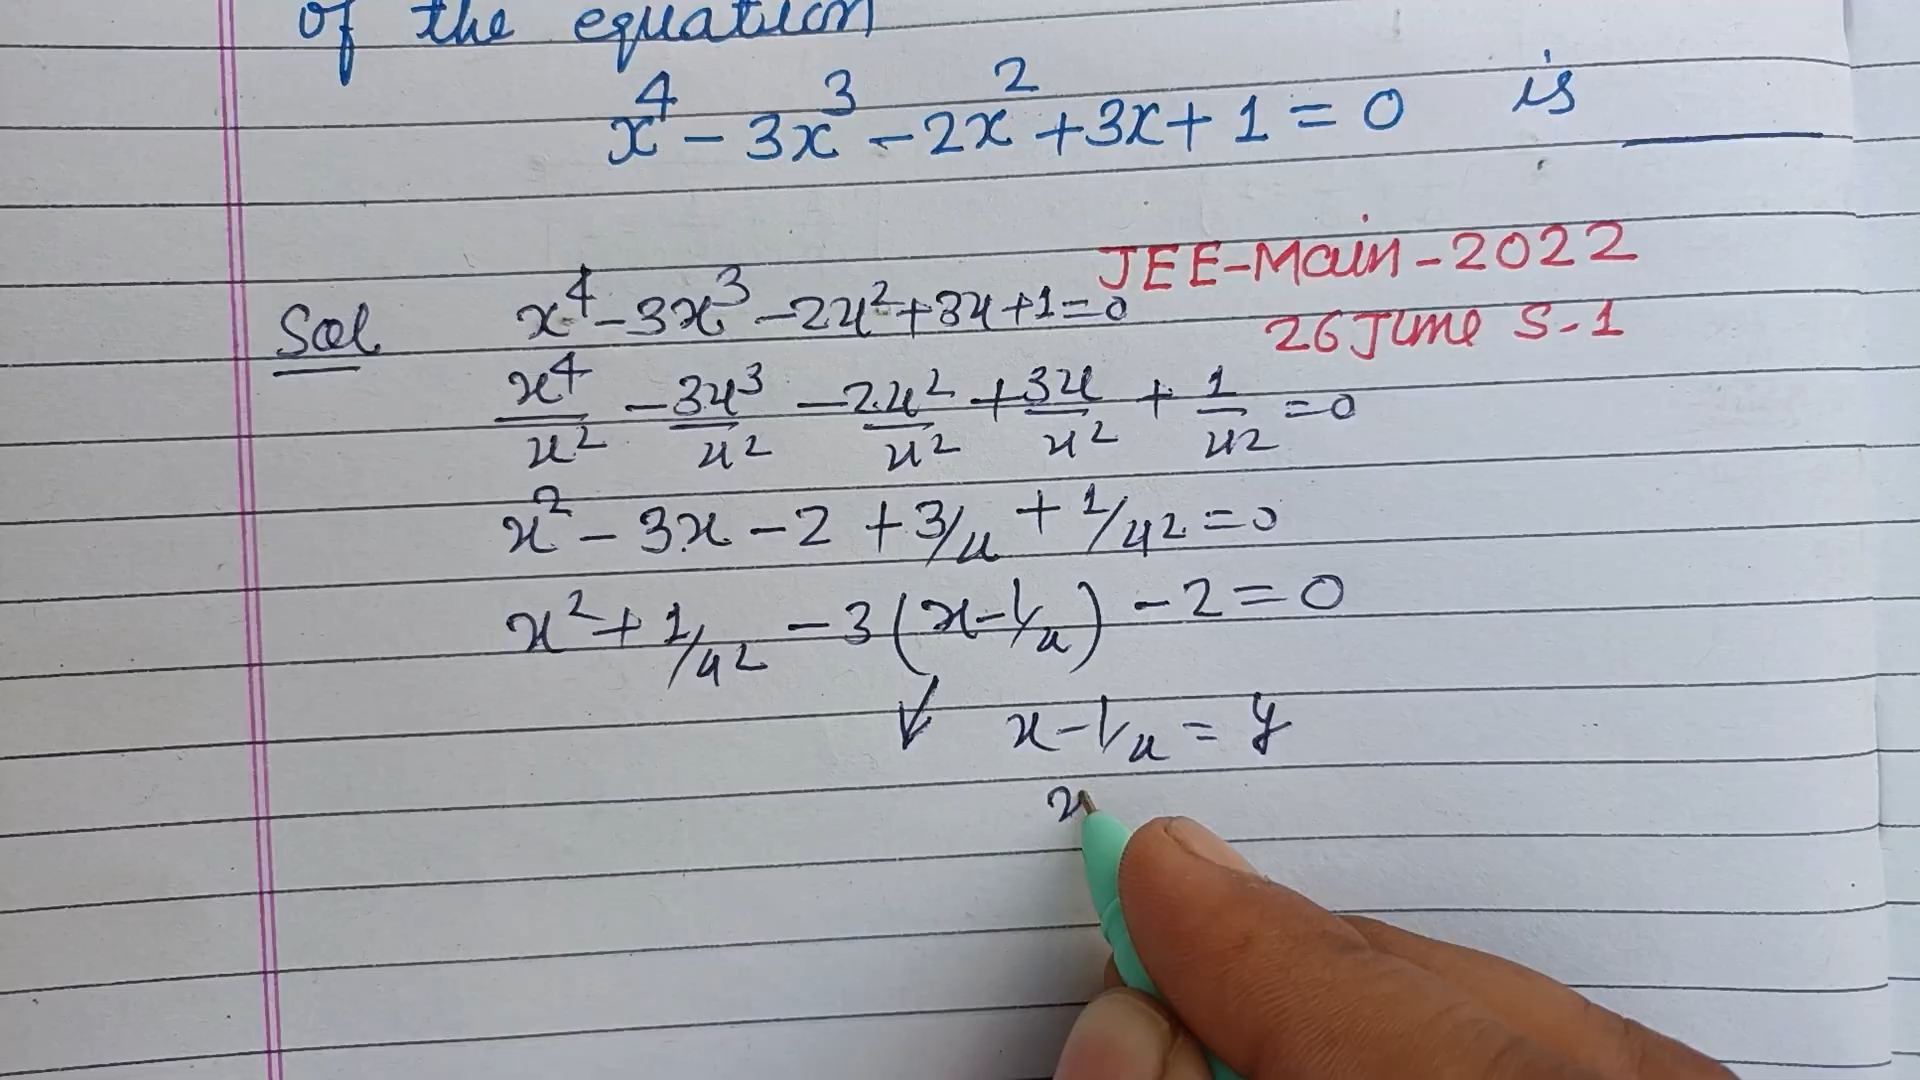 of the equation
x⁴ - 3x³ - 2x² + 3x + 1 = 0 is ______
JEE-Main-2022
Sol x⁴ - 3x³ - 2x² + 3x + 1 = 0
26 June S-1
x⁴/x² - 3x³/x² - 2x²/x² + 3x/x² + 1/x² = 0
x² - 3x - 2 + 3/x + 1/x² = 0
x² + 1/x² - 3(x - 1/x) - 2 = 0
↓ x - 1/x = y
x